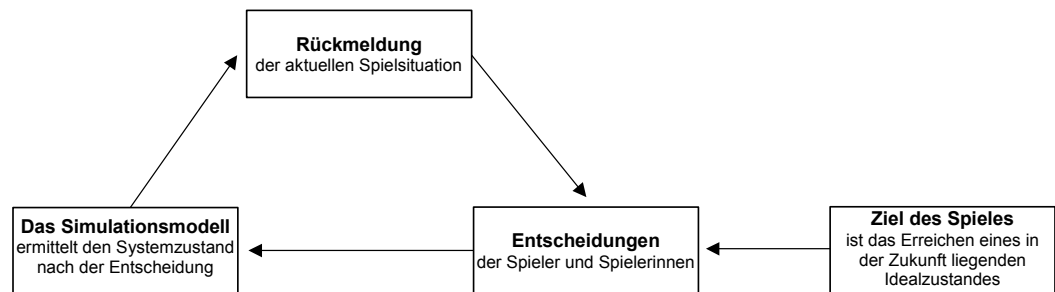 Rückmeldung
der aktuellen Spielsituation
Das Simulationsmodell
ermittelt den Systemzustand
nach der Entscheidung
Entscheidungen
der Spieler und Spielerinnen
Ziel des Spieles
ist das Erreichen eines in
der Zukunft liegenden
Idealzustandes